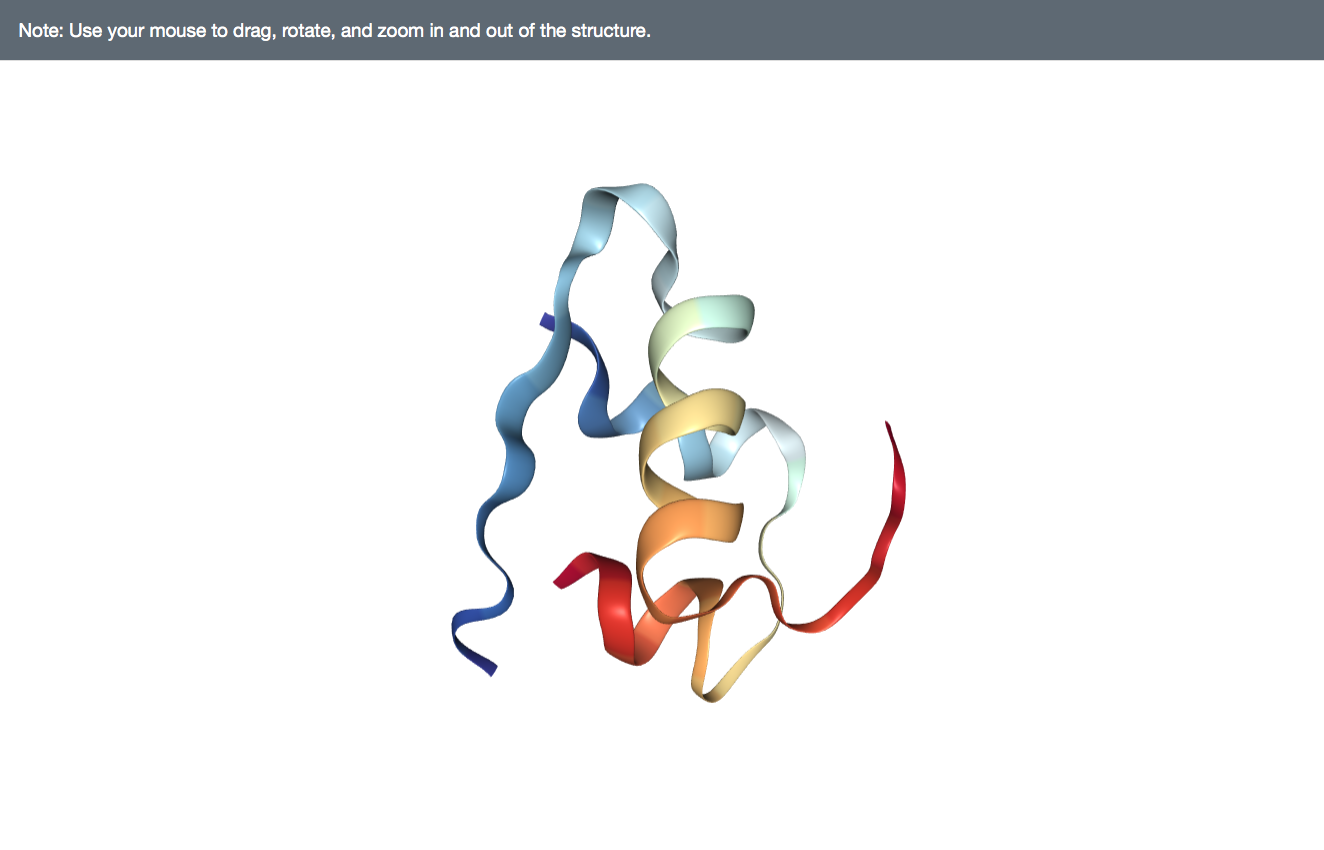 Note: Use your mouse to drag, rotate, and zoom in and out of the structure.